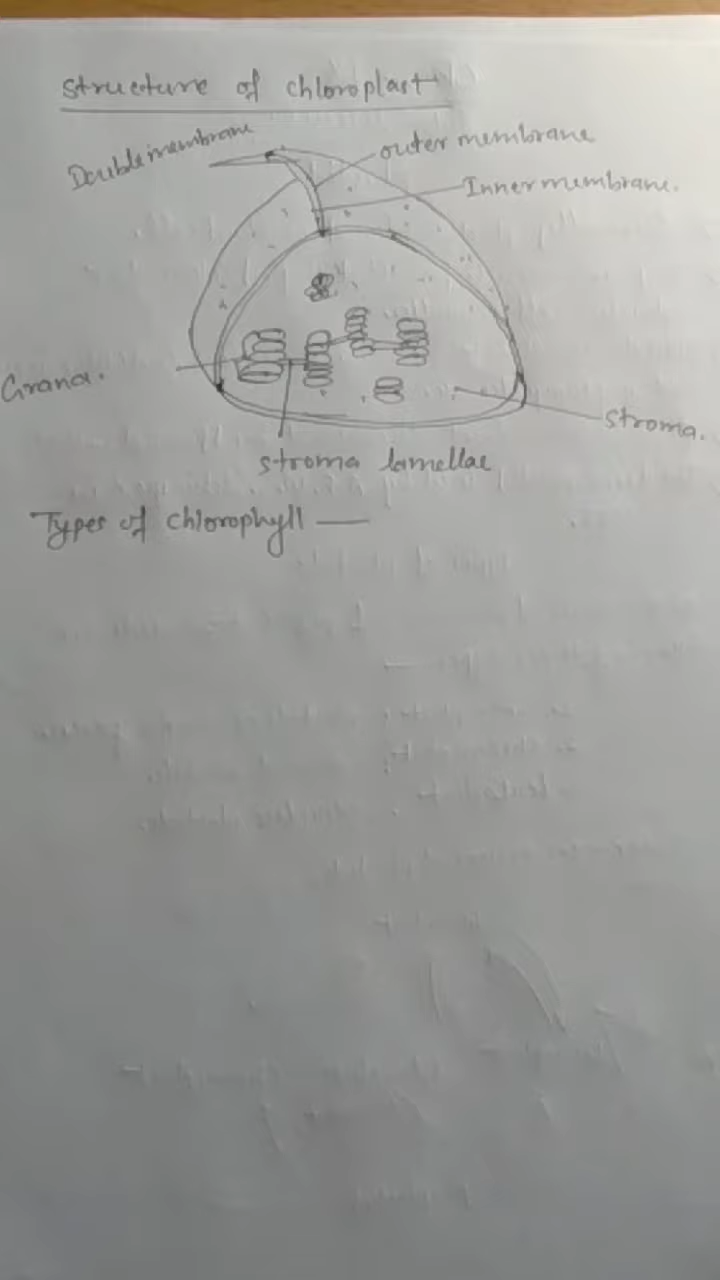 Structure of chloroplast
Double membrane
outer membrane
Inner membrane.
Grana.
stroma.
stroma lamellae
Types of chlorophyll —